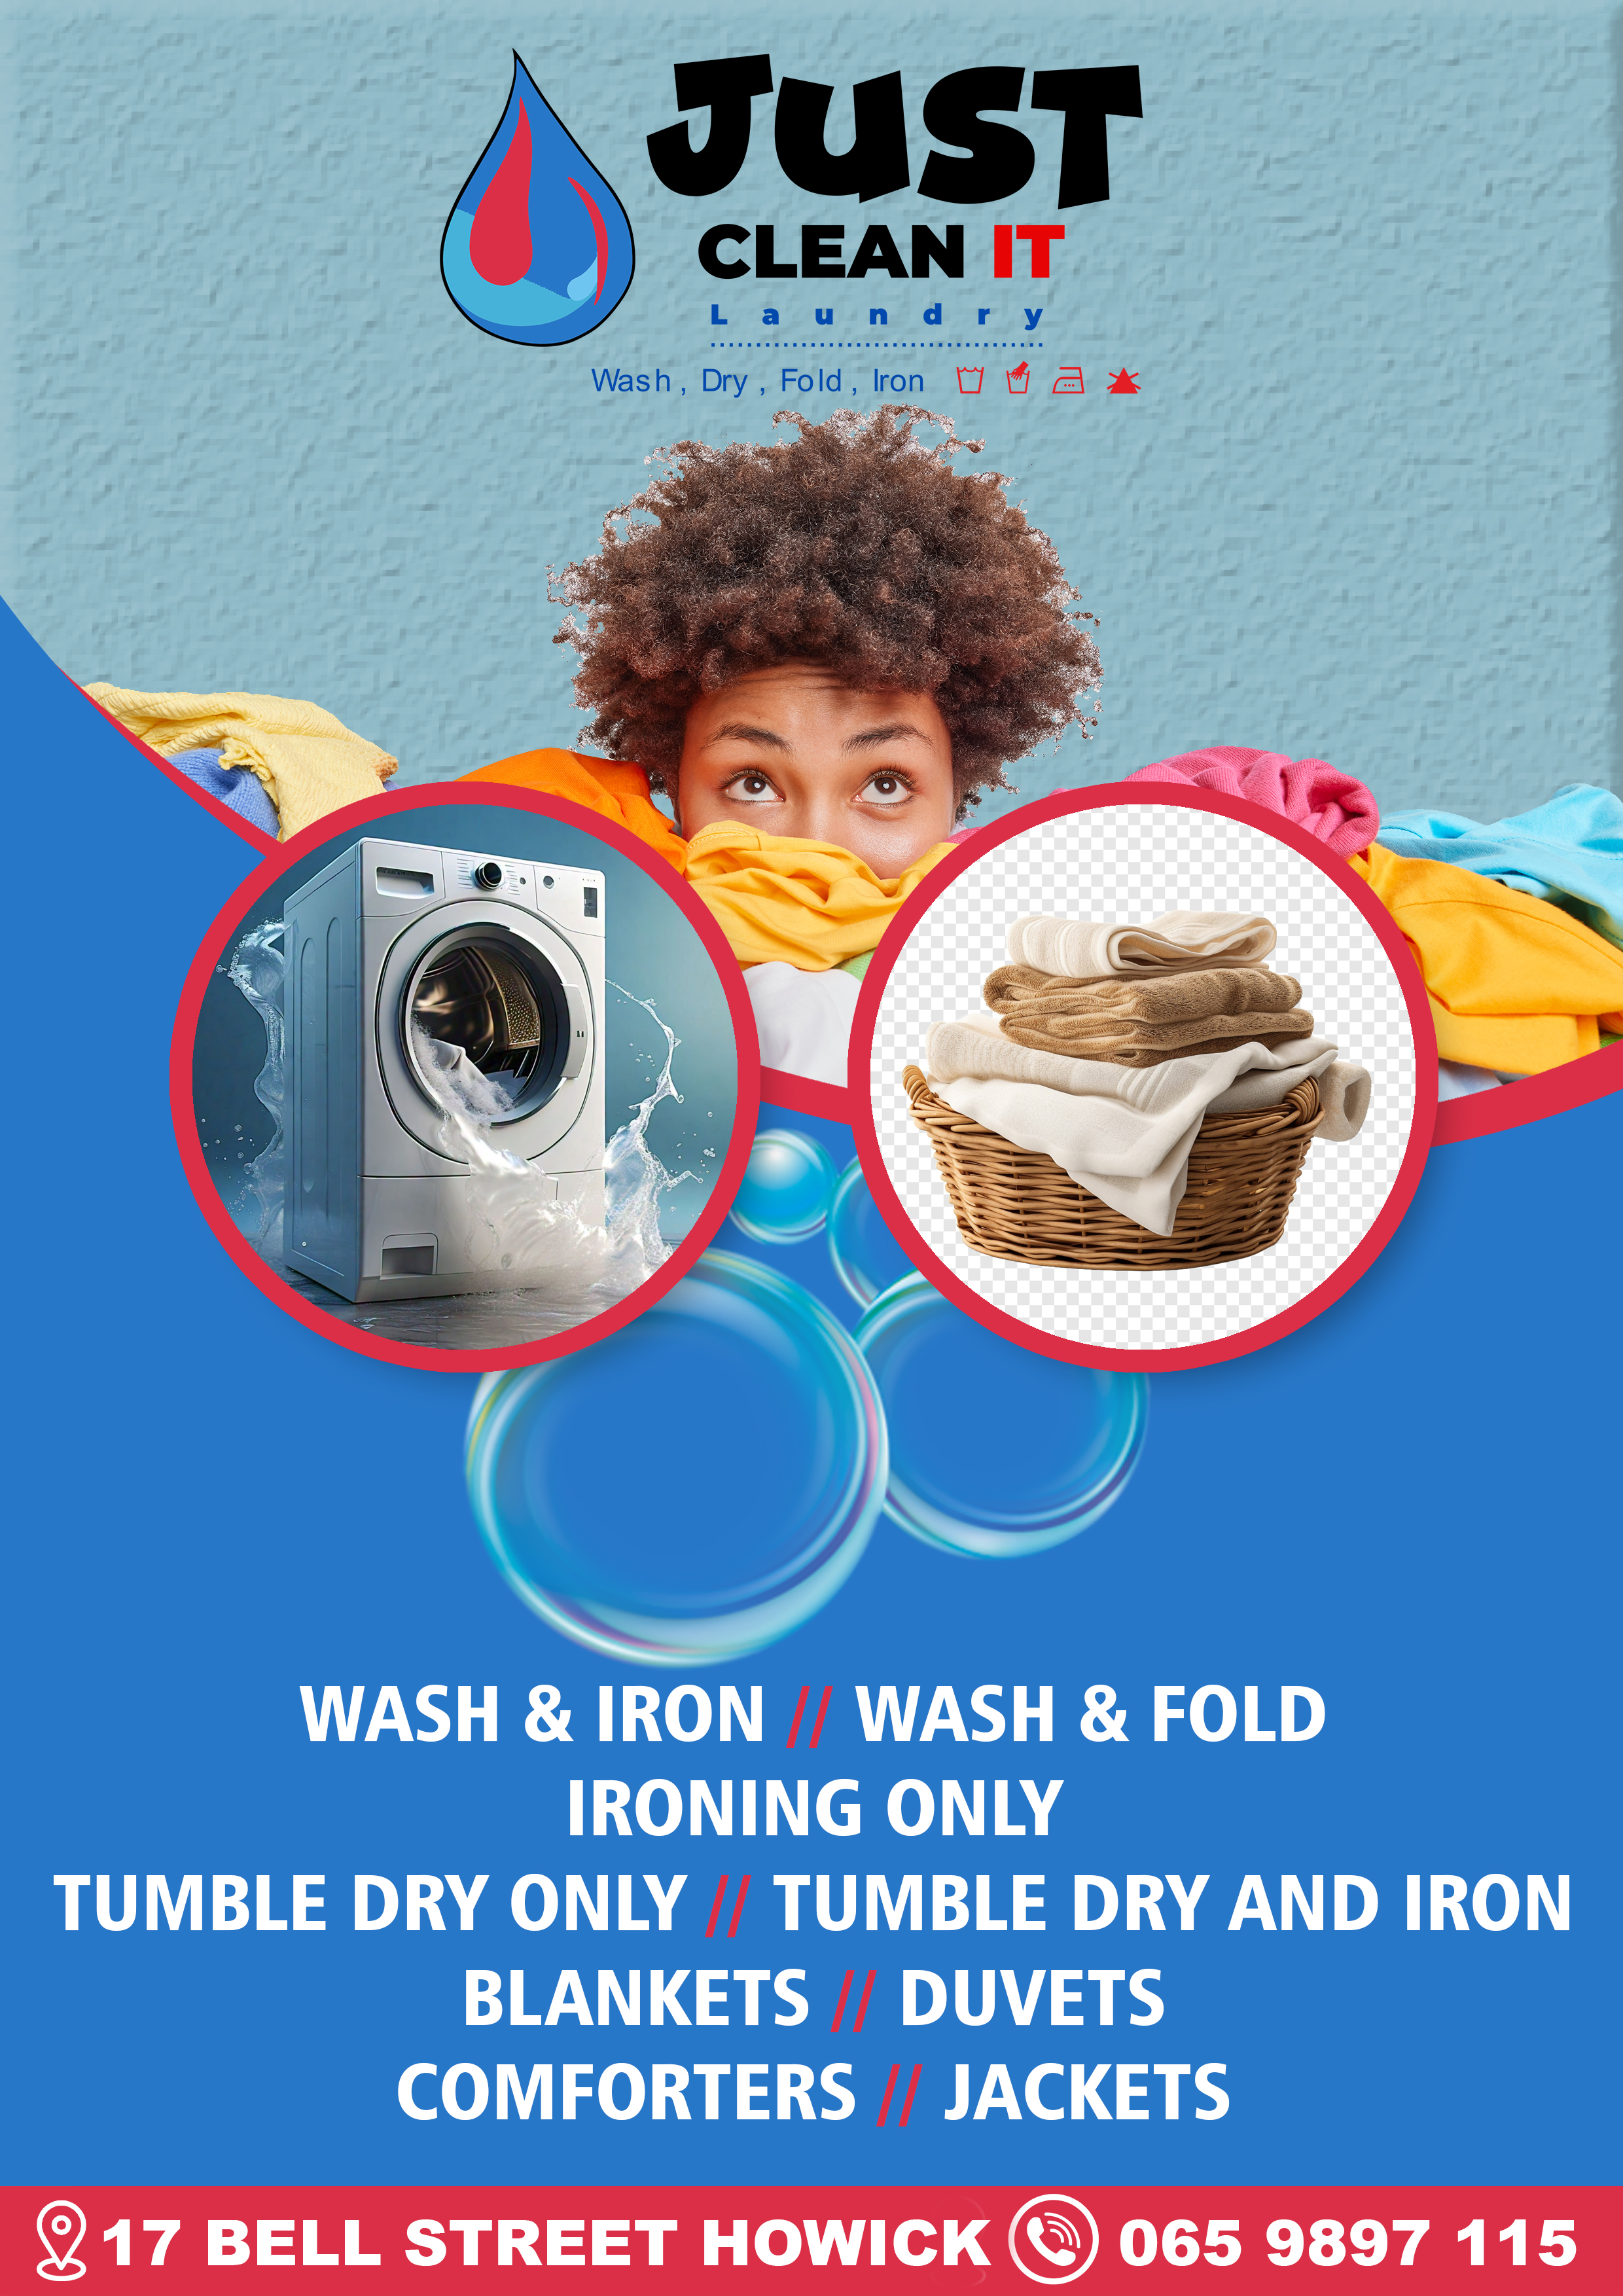 JUST
CLEAN IT
Laundry
Wash, Dry, Fold, Iron
WASH & IRON // WASH & FOLD
IRONING ONLY
TUMBLE DRY ONLY // TUMBLE DRY AND IRON
BLANKETS // DUVETS
COMFORTERS // JACKETS
17 BELL STREET HOWICK 065 9897 115